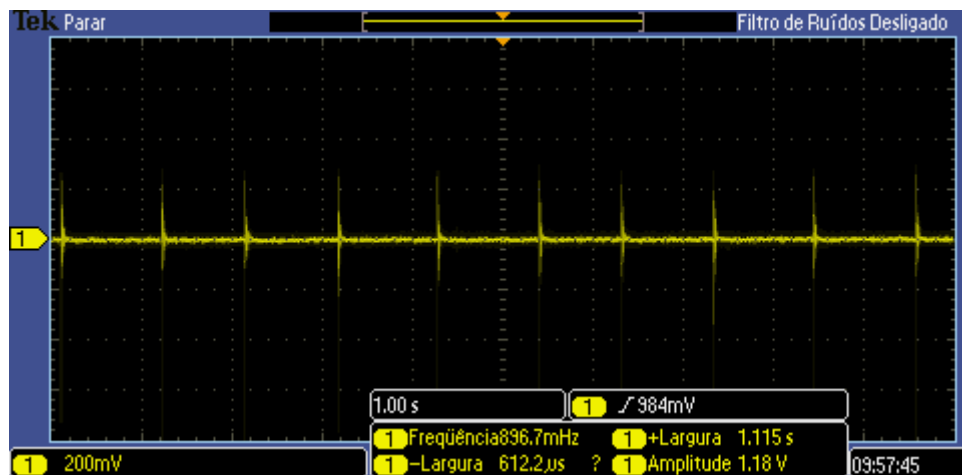 Tek Parar Filtro de Ruídos Desligado
1
1.00 s 1 984mV
1 Freqüência896.7mHz 1 +Largura 1.115 s
1 200mV 1 -Largura 612.2µs ? 1 Amplitude 1.18 V 09:57:45